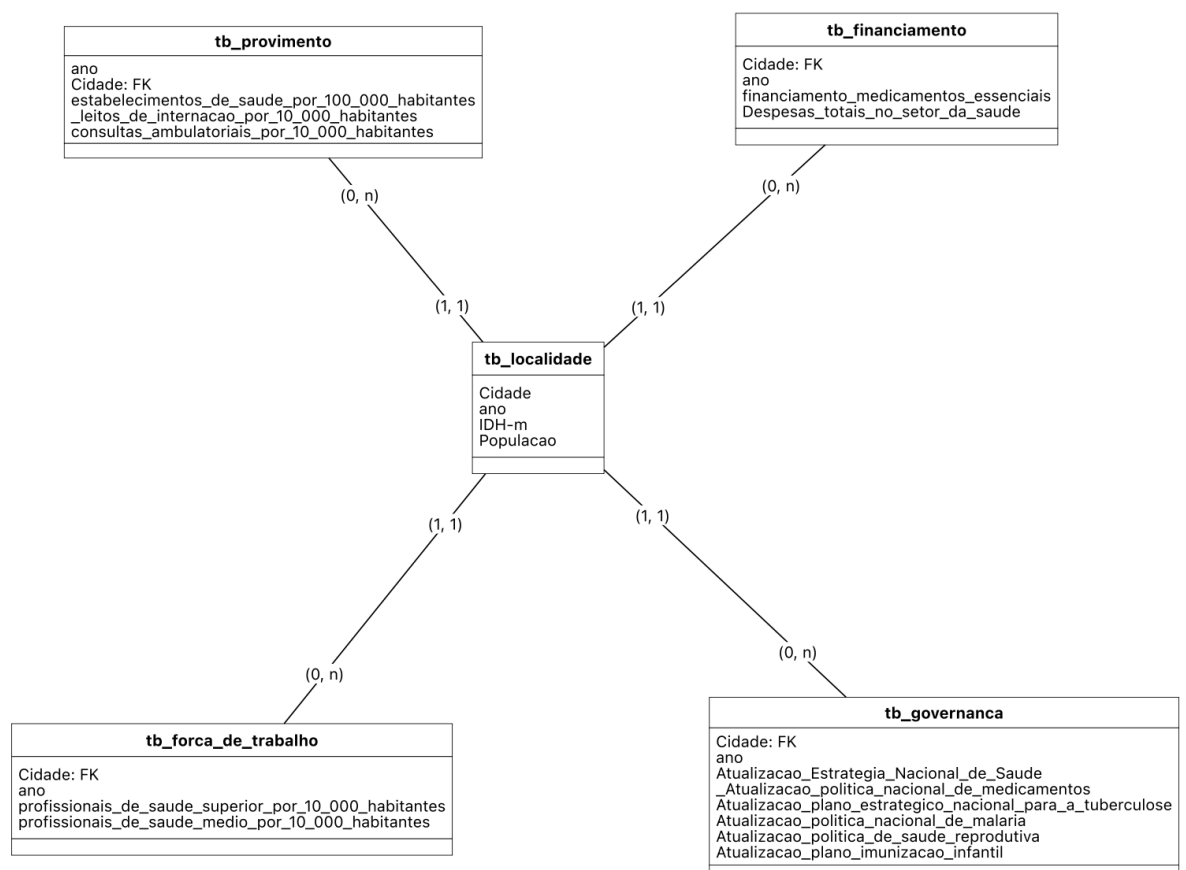 tb_provimento
ano
Cidade: FK
estabelecimentos_de_saude_por_100_000_habitantes
_leitos_de_internacao_por_10_000_habitantes
consultas_ambulatoriais_por_10_000_habitantes
tb_financiamento
Cidade: FK
ano
financiamento_medicamentos_essenciais
Despesas_totais_no_setor_da_saude
(0, n)
(0, n)
(1, 1)
(1, 1)
tb_localidade
Cidade
ano
IDH-m
Populacao
(1, 1)
(1, 1)
(0, n)
(0, n)
tb_forca_de_trabalho
Cidade: FK
ano
profissionais_de_saude_superior_por_10_000_habitantes
profissionais_de_saude_medio_por_10_000_habitantes
tb_governanca
Cidade: FK
ano
Atualizacao_Estrategia_Nacional_de_Saude
_Atualizacao_politica_nacional_de_medicamentos
Atualizacao_plano_estrategico_nacional_para_a_tuberculose
Atualizacao_politica_nacional_de_malaria
Atualizacao_politica_de_saude_reprodutiva
Atualizacao_plano_imunizacao_infantil